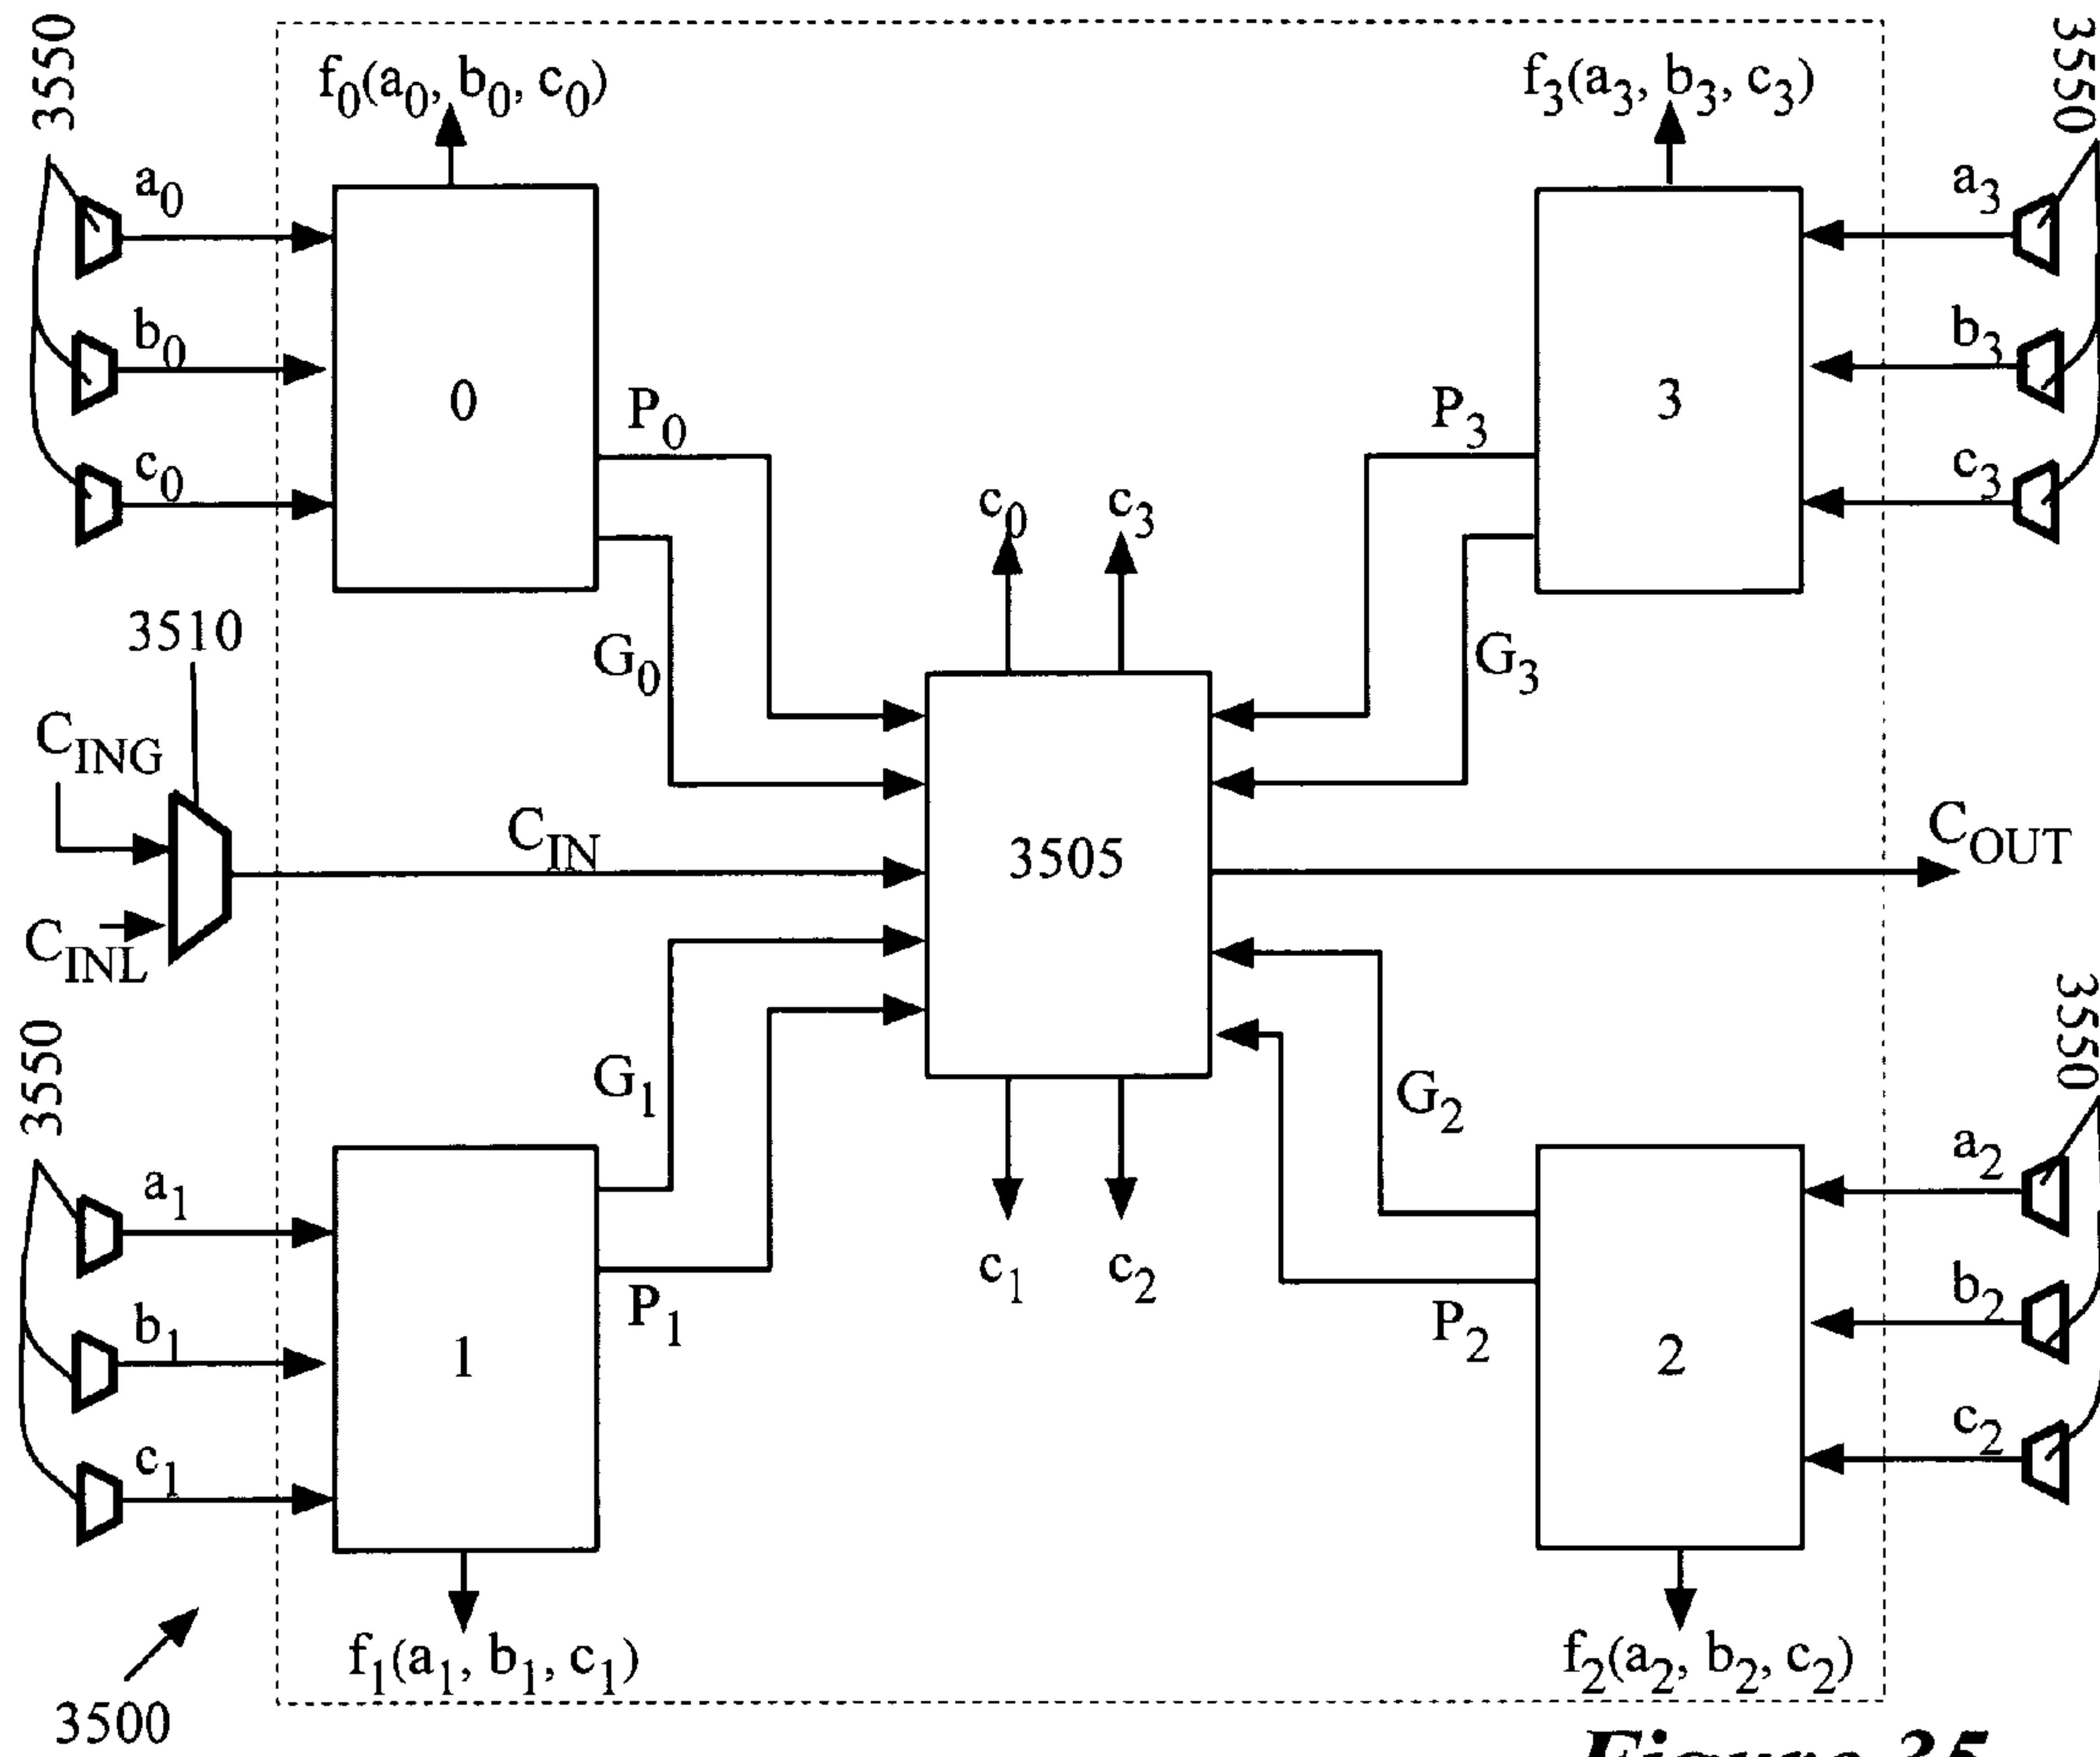 3550
3550
f0(a0, b0, c0)
f3(a3, b3, c3)
a0
a3
b0
b3
0
3
P0
P3
c0
c3
c0
c3
3510
G0
G3
CING
CIN
3505
COUT
CINL
3550
3550
G1
G2
a1
a2
c1
c2
b1
b2
P1
P2
1
2
c1
c2
f1(a1, b1, c1)
f2(a2, b2, c2)
3500
Figure 35